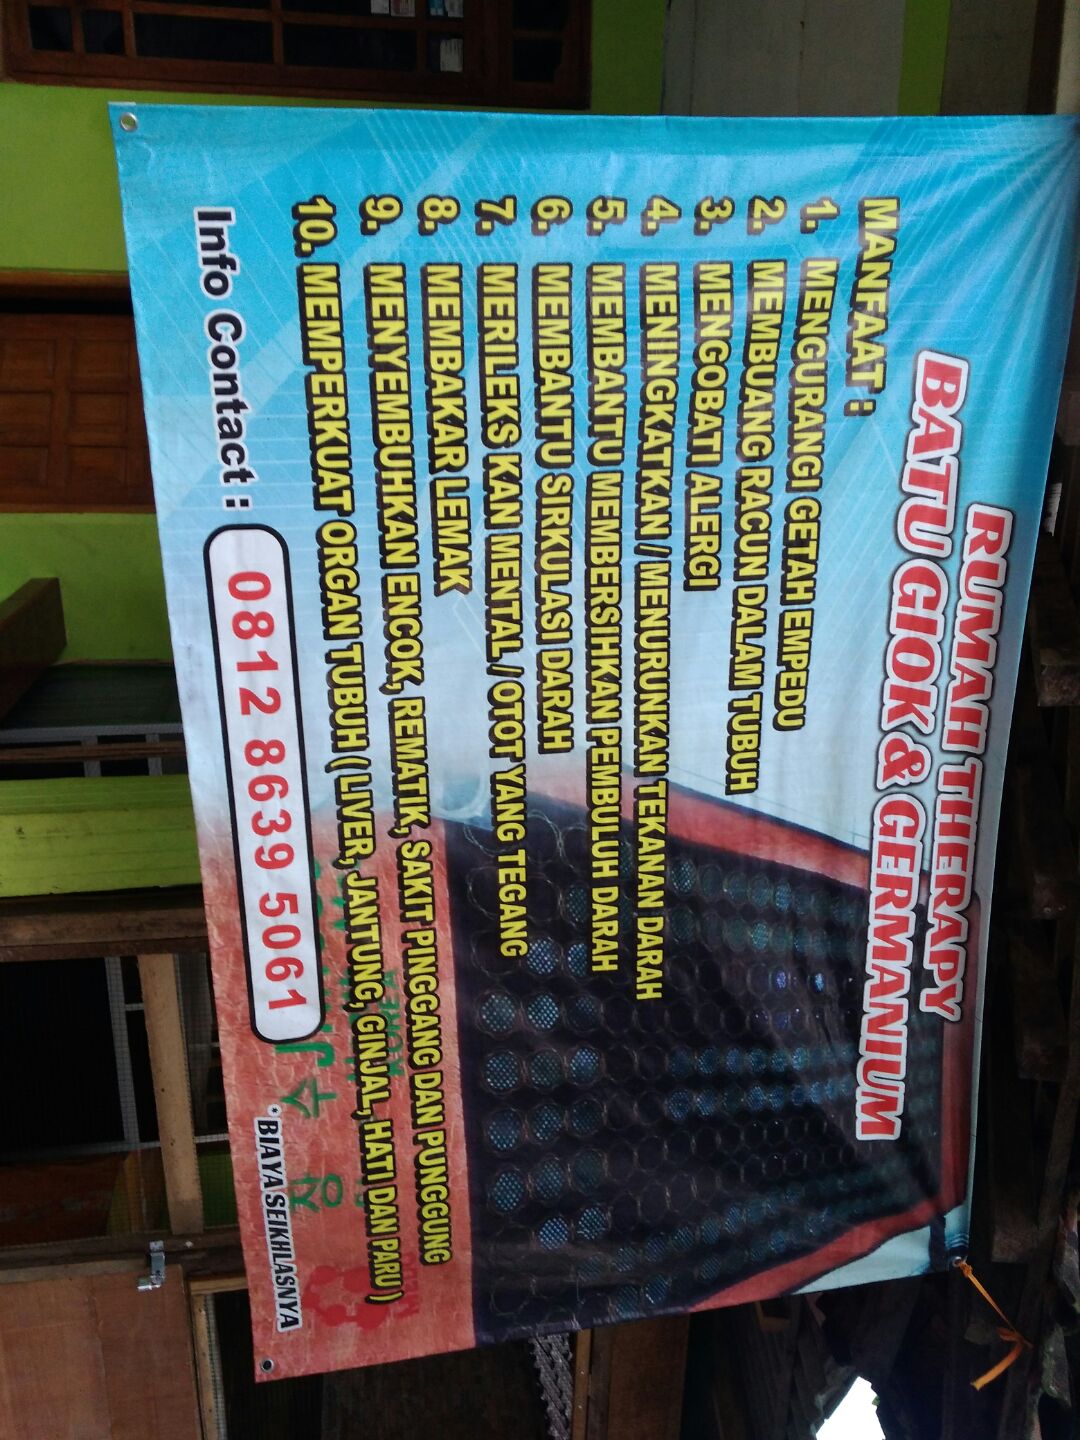 RUMAH THERAPY
BATU GIOK & GERMANIUM
MANFAAT :
1. MENGURANGI GETAH EMPEDU
2. MEMBUANG RACUN DALAM TUBUH
3. MENGOBATI ALERGI
4. MENINGKATKAN / MENURUNKAN TEKANAN DARAH
5. MEMBANTU MEMBERSIHKAN PEMBULUH DARAH
6. MEMBANTU SIRKULASI DARAH
7. MERILEKS KAN MENTAL / OTOT YANG TEGANG
8. MEMBAKAR LEMAK
9. MENYEMBUHKAN ENCOK, REMATIK, SAKIT PINGGANG DAN PUNGGUNG
10. MEMPERKUAT ORGAN TUBUH ( LIVER, JANTUNG, GINJAL, HATI DAN PARU )
Info Contact : 0812 8639 5061
*BIAYA SEIKHLASNYA